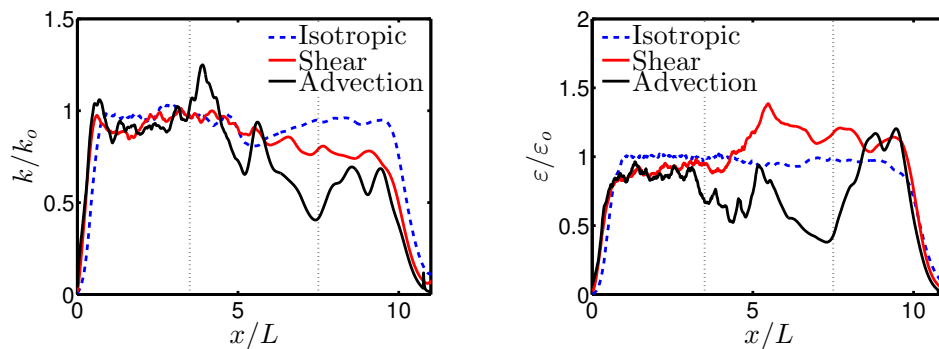 1.5
1
0.5
0
k/k_o
Isotropic
Shear
Advection
0 5 10
x/L
2
1.5
1
0.5
0
ε/ε_o
Isotropic
Shear
Advection
0 5 10
x/L